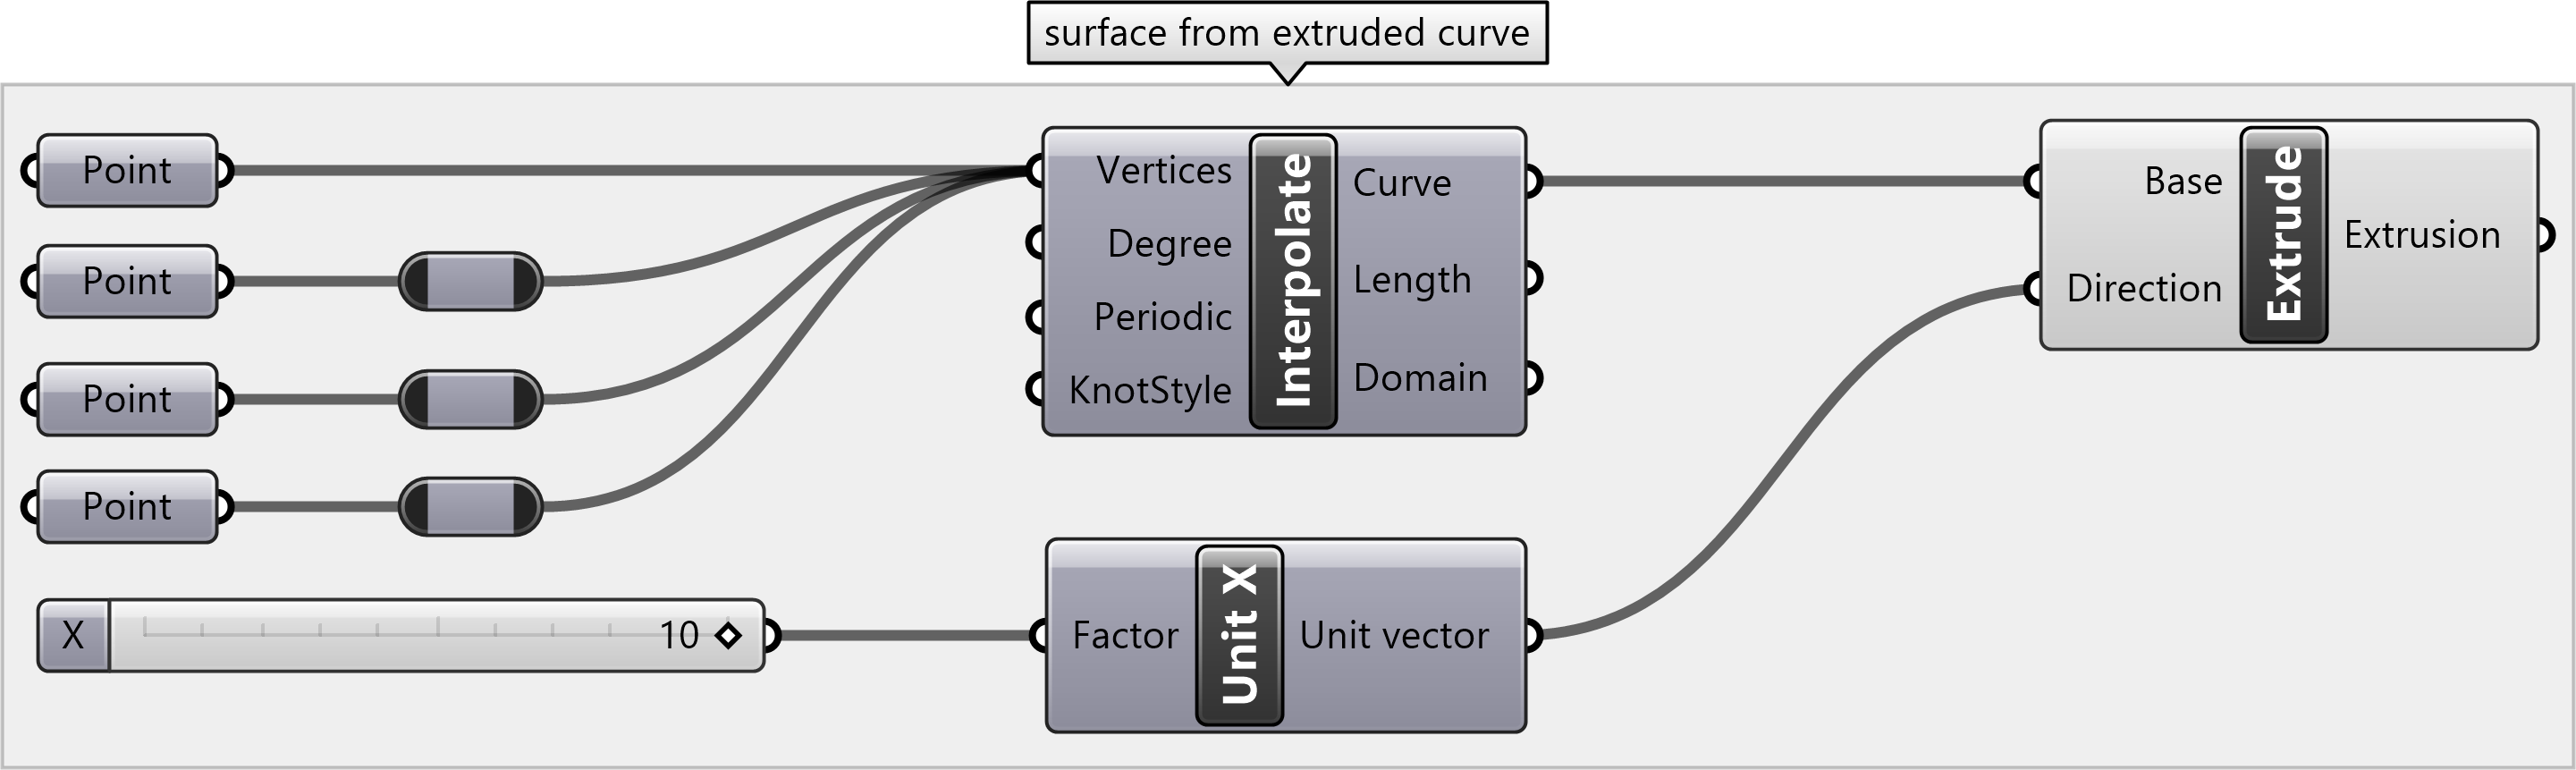 surface from extruded curve
Point
Point
Point
Point
X
10
Vertices
Degree
Periodic
KnotStyle
Interpolate
Curve
Length
Domain
Factor
Unit X
Unit vector
Base
Direction
Extrude
Extrusion